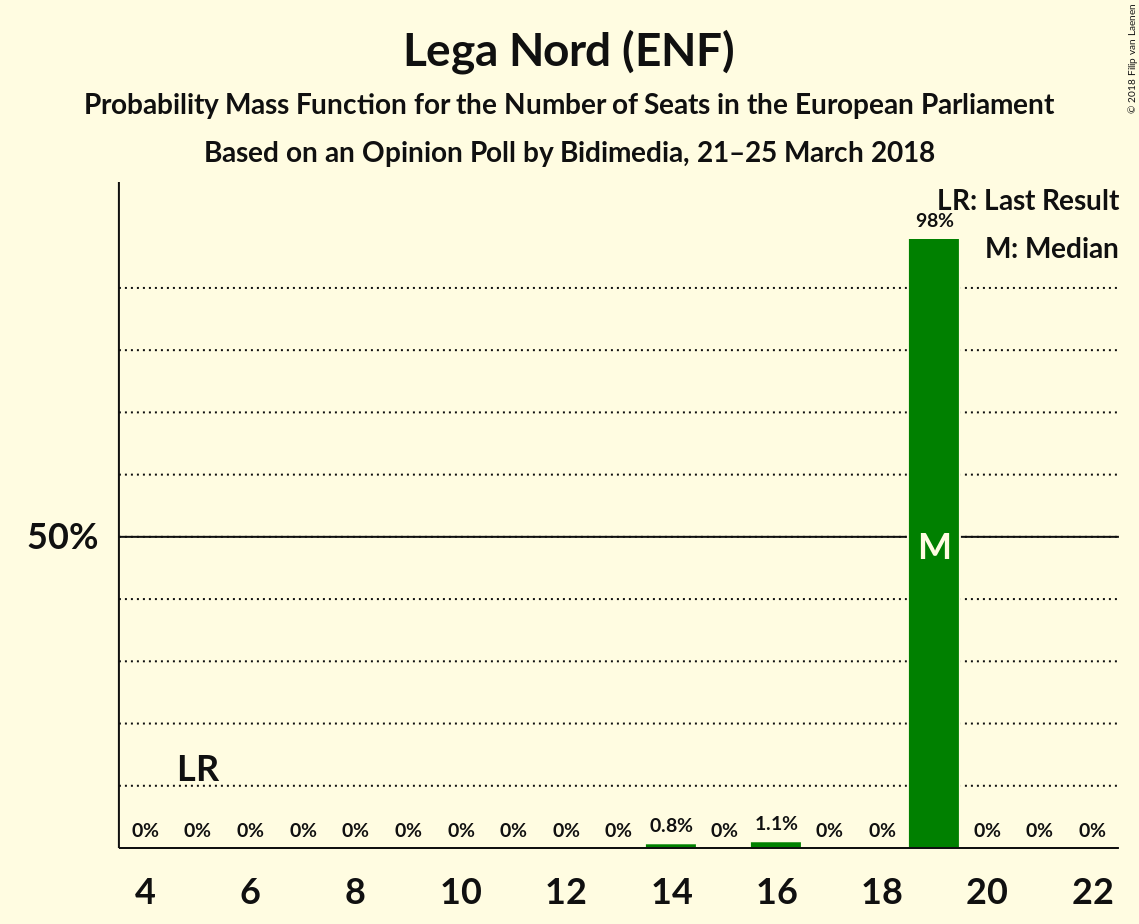 Lega Nord (ENF)
Probability Mass Function for the Number of Seats in the European Parliament
Based on an Opinion Poll by Bidimedia, 21–25 March 2018
© 2018 Filip van Laenen
LR: Last Result
98%
M: Median
50%
M
LR
0% 0% 0% 0% 0% 0% 0% 0% 0% 0% 0.8% 0% 1.1% 0% 0% 0% 0% 0%
4 6 8 10 12 14 16 18 20 22